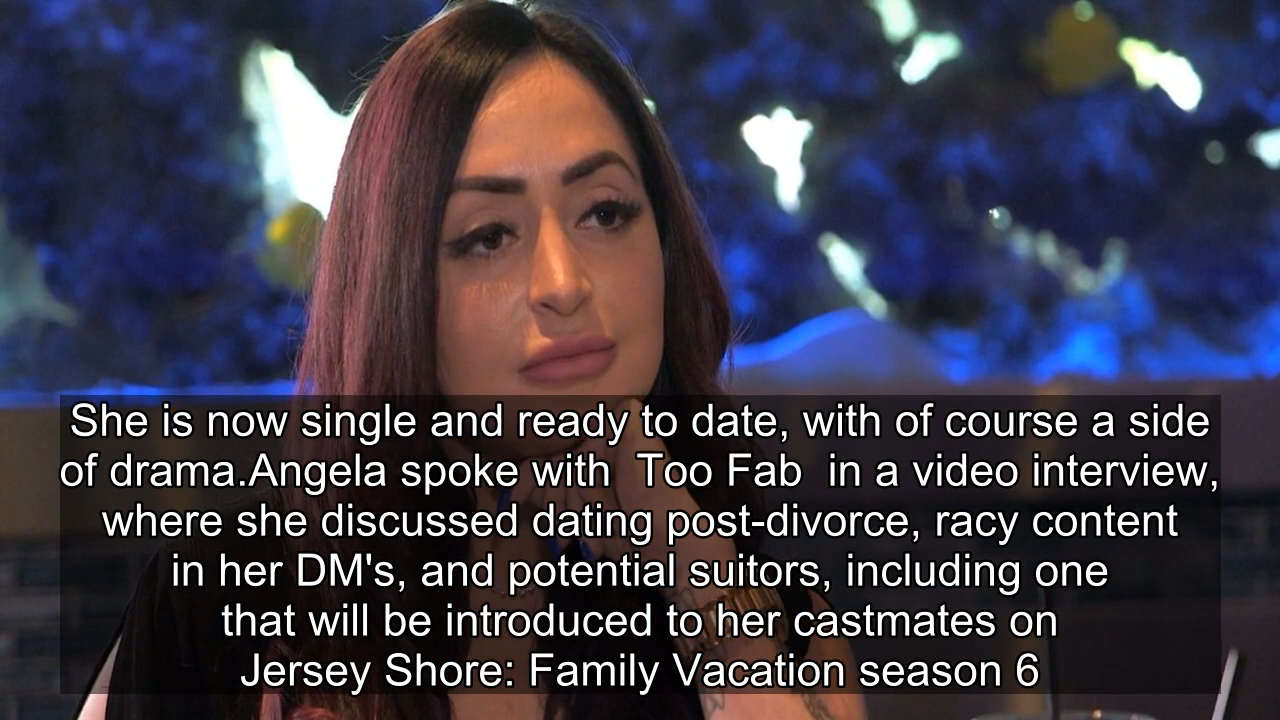 She is now single and ready to date, with of course a side
of drama.Angela spoke with  Too Fab  in a video interview,
where she discussed dating post-divorce, racy content
in her DM's, and potential suitors, including one
that will be introduced to her castmates on
Jersey Shore: Family Vacation season 6